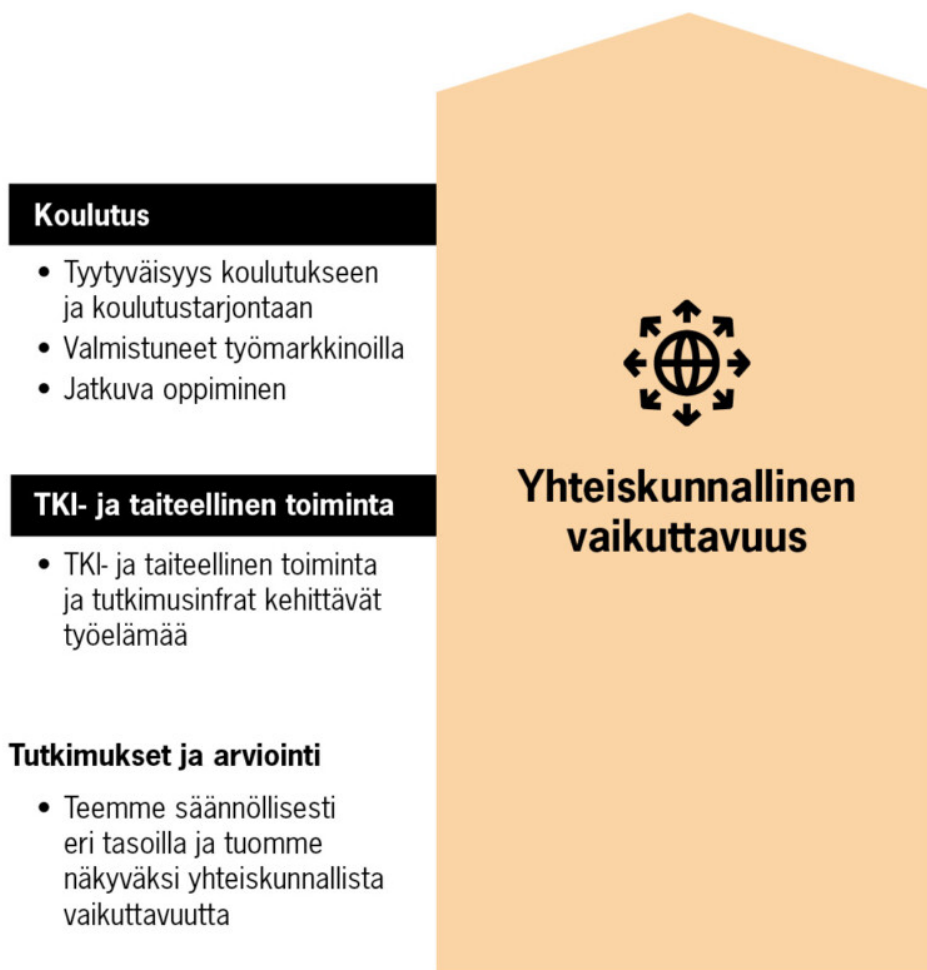 Koulutus
• Tyytyväisyys koulutukseen
ja koulutustarjontaan
• Valmistuneet työmarkkinoilla
• Jatkuva oppiminen
TKI- ja taiteellinen toiminta
• TKI- ja taiteellinen toiminta
ja tutkimusinfrat kehittävät
työelämää
Tutkimukset ja arviointi
• Teemme säännöllisesti
eri tasoilla ja tuomme
näkyväksi yhteiskunnallista
vaikuttavuutta
Yhteiskunnallinen
vaikuttavuus